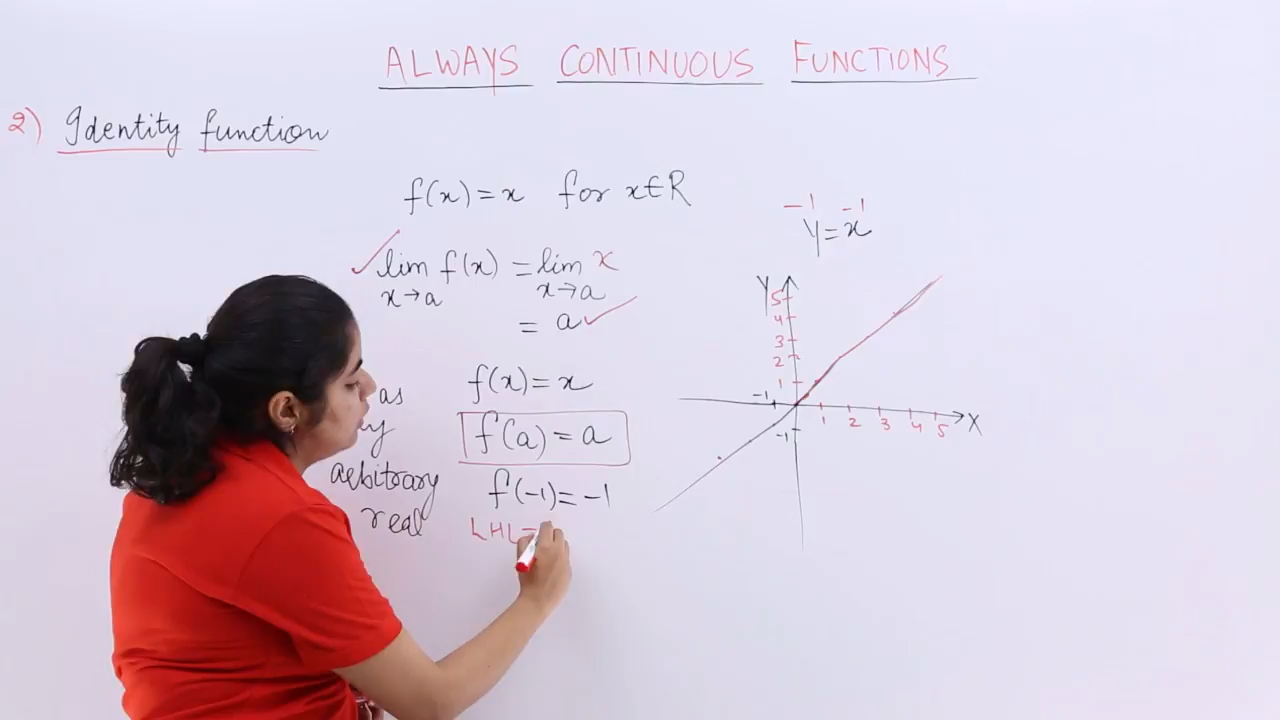 ALWAYS CONTINUOUS FUNCTIONS
2) Identity function
f(x) = x for x∈R
lim f(x) = lim x
x→a x→a
= a
f(x) = x
as
f(a) = a
arbitrary
f(-1) = -1
real
LHL =
-1 -1
Y = x
Y
5
4
3
2
1
-1
-1
1 2 3 4 5
X